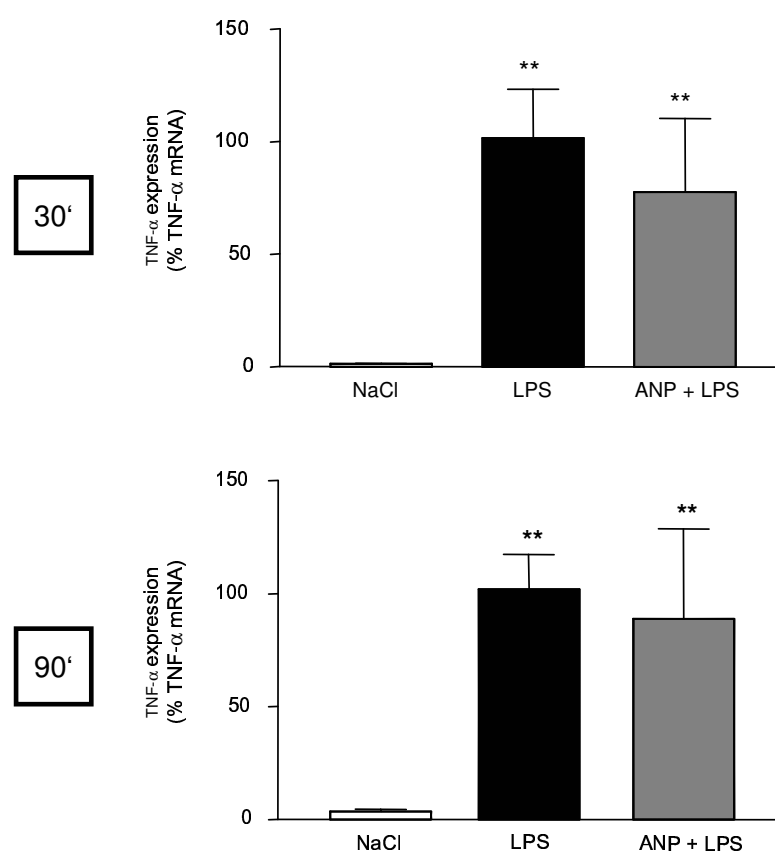 150
100
50
0
TNF-α expression
(% TNF-α mRNA)
30‘
**
**
NaCl
LPS
ANP + LPS
150
100
50
0
TNF-α expression
(% TNF-α mRNA)
90‘
**
**
NaCl
LPS
ANP + LPS